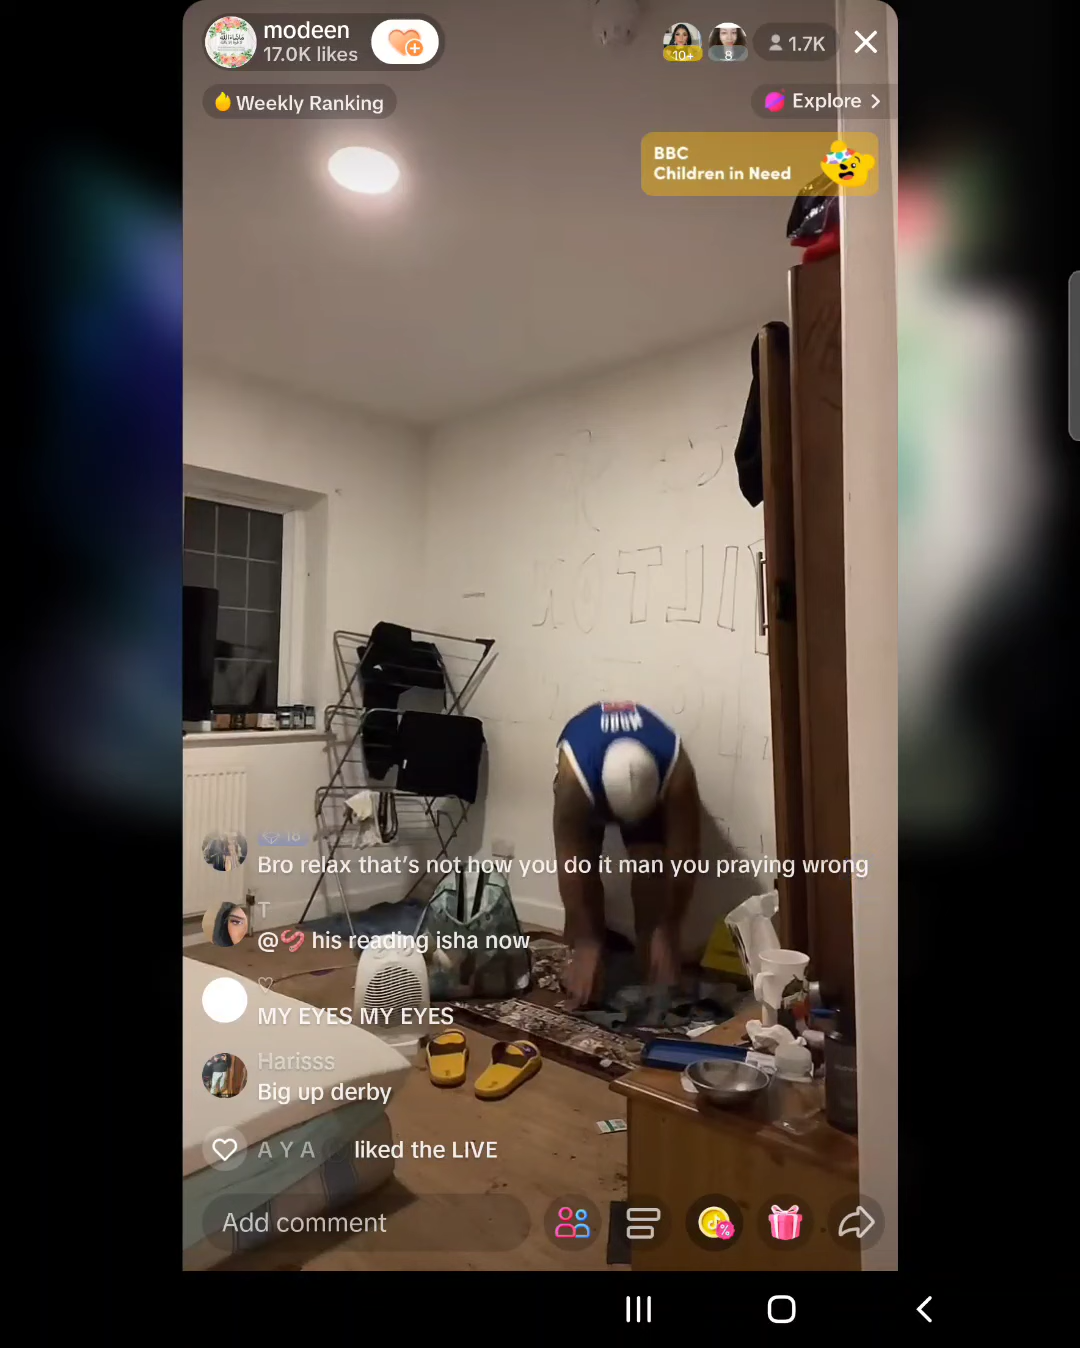 modeen
17.0K likes
10+
8
1.7K
Weekly Ranking
Explore
BBC
Children in Need
Bro relax that’s not how you do it man you praying wrong
T
@🪱 his reading isha now
♡
MY EYES MY EYES
Harisss
Big up derby
A Y A liked the LIVE
Add comment